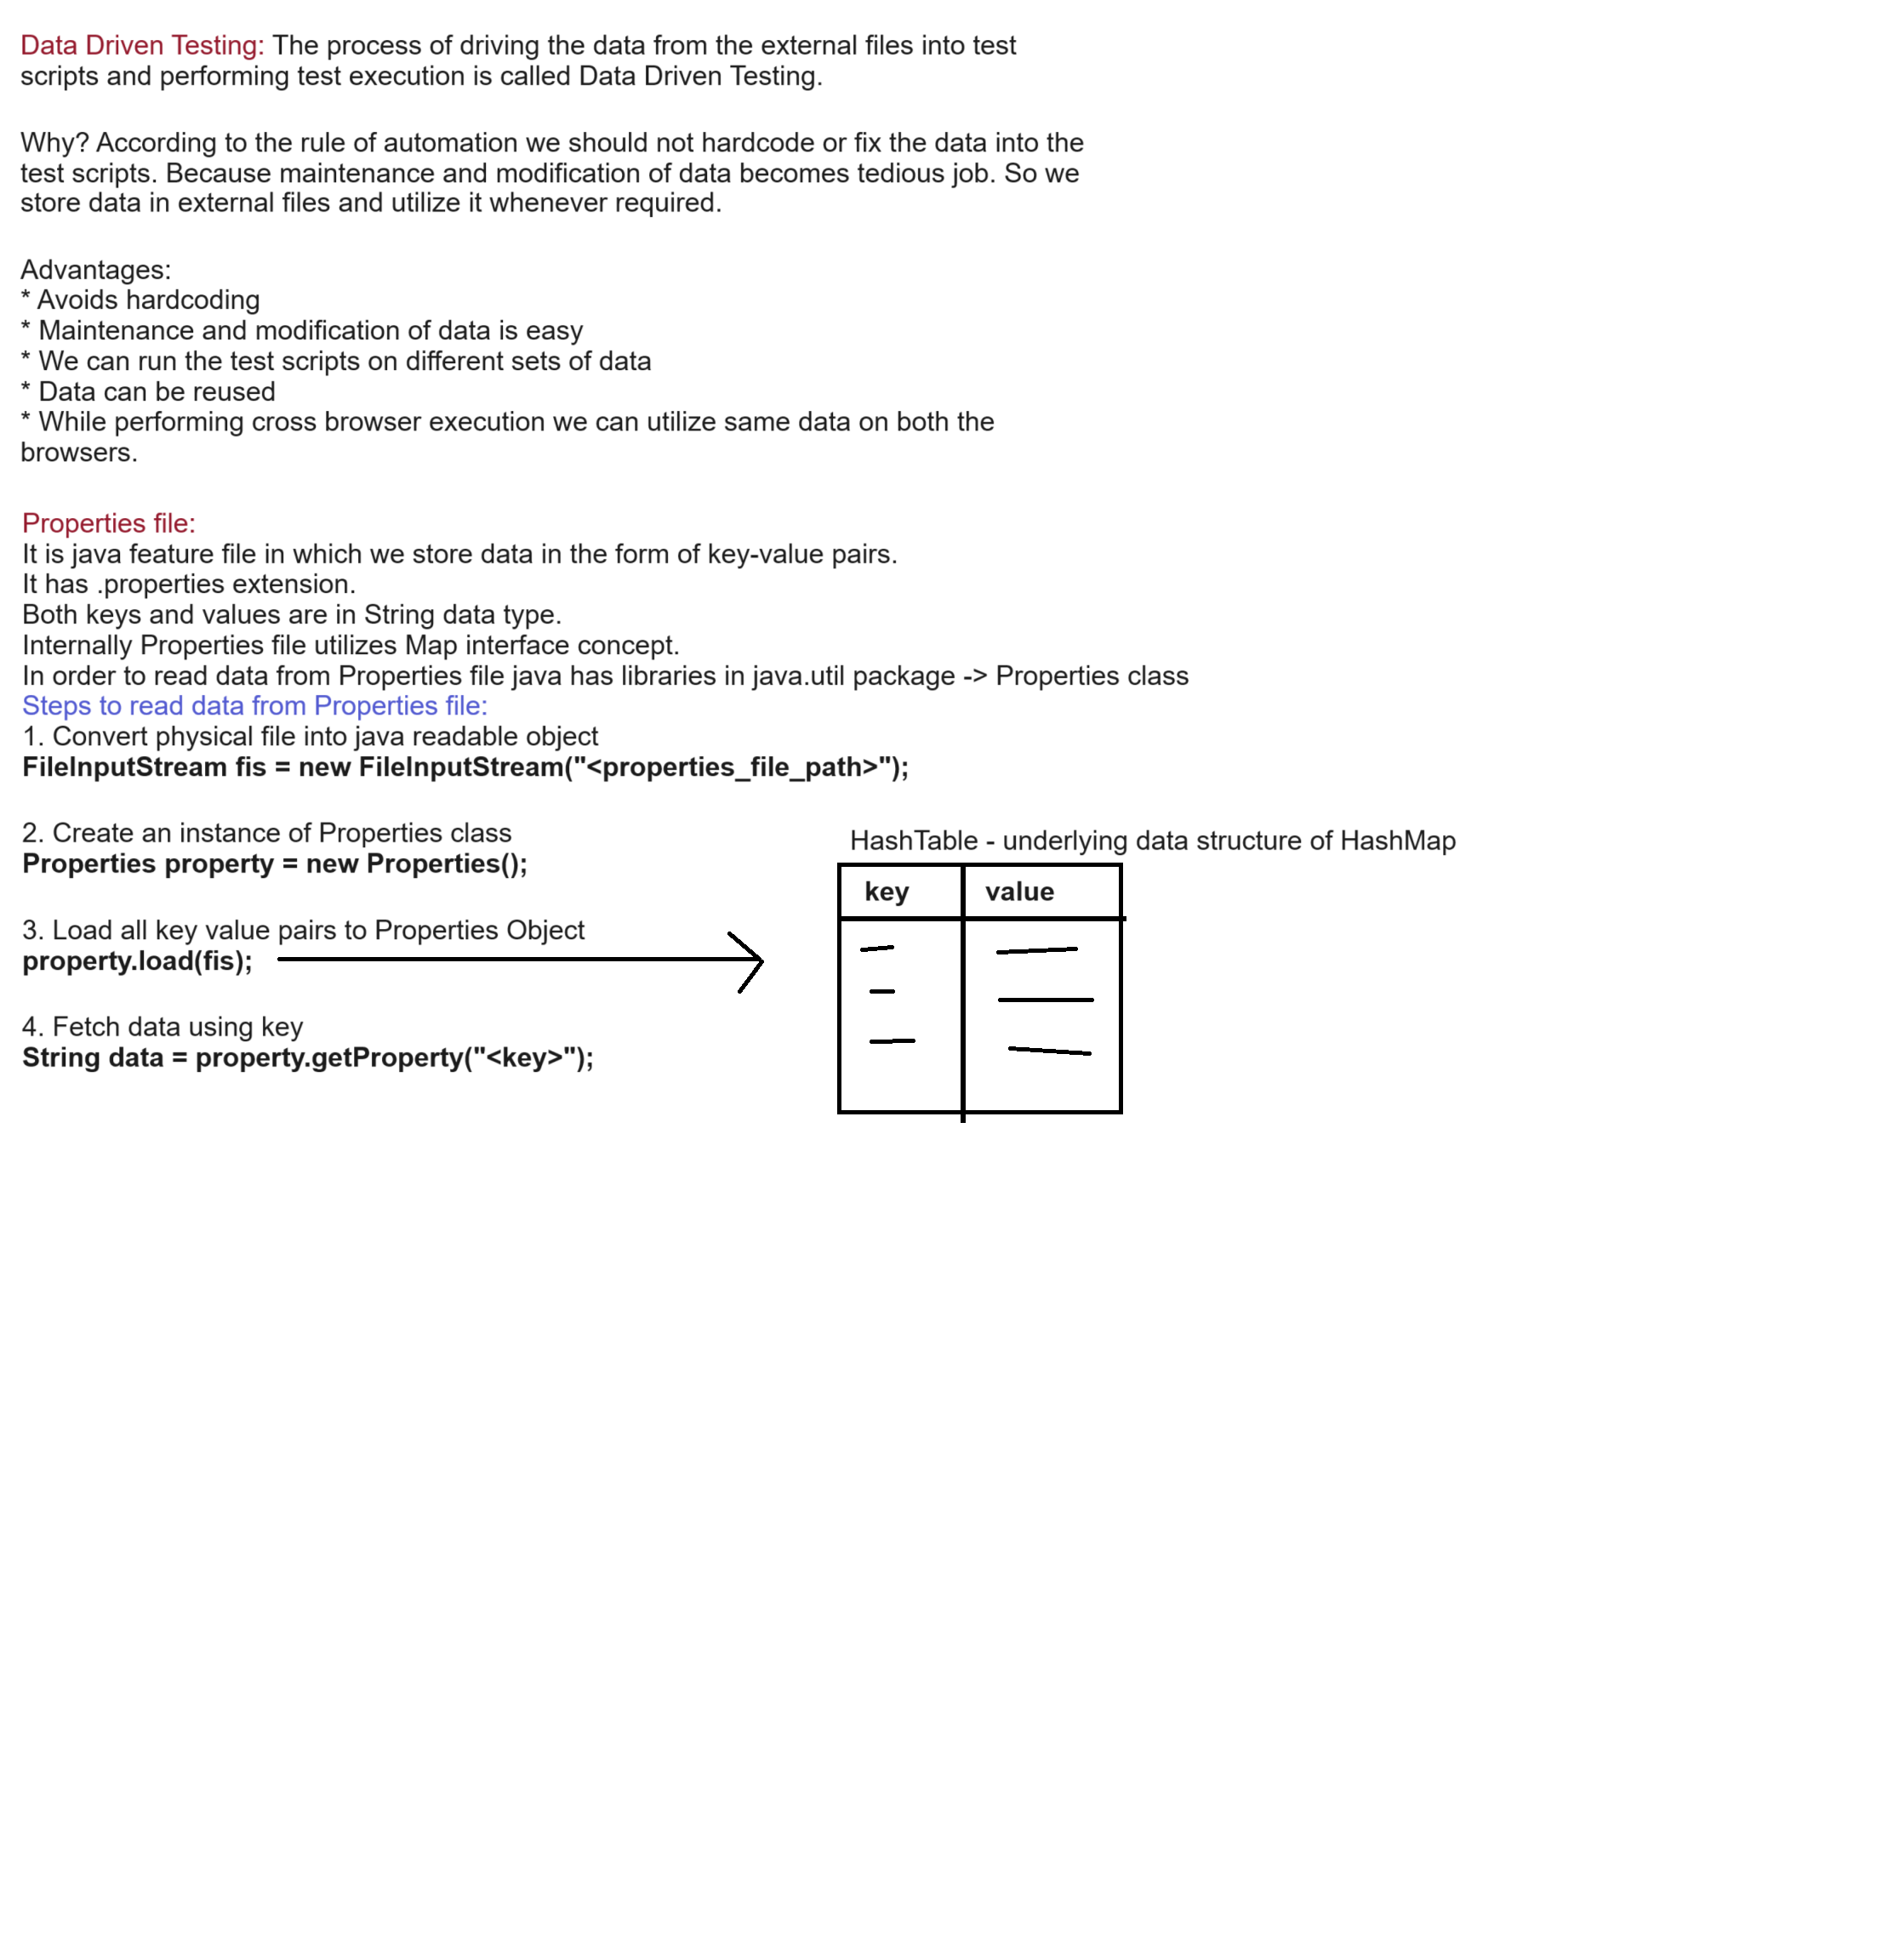 Data Driven Testing: The process of driving the data from the external files into test
scripts and performing test execution is called Data Driven Testing.
Why? According to the rule of automation we should not hardcode or fix the data into the
test scripts. Because maintenance and modification of data becomes tedious job. So we
store data in external files and utilize it whenever required.
Advantages:
* Avoids hardcoding
* Maintenance and modification of data is easy
* We can run the test scripts on different sets of data
* Data can be reused
* While performing cross browser execution we can utilize same data on both the
browsers.
Properties file:
It is java feature file in which we store data in the form of key-value pairs.
It has .properties extension.
Both keys and values are in String data type.
Internally Properties file utilizes Map interface concept.
In order to read data from Properties file java has libraries in java.util package -> Properties class
Steps to read data from Properties file:
1. Convert physical file into java readable object
FileInputStream fis = new FileInputStream("<properties_file_path>");
2. Create an instance of Properties class
Properties property = new Properties();
3. Load all key value pairs to Properties Object
property.load(fis);
4. Fetch data using key
String data = property.getProperty("<key>");
HashTable - underlying data structure of HashMap
key value